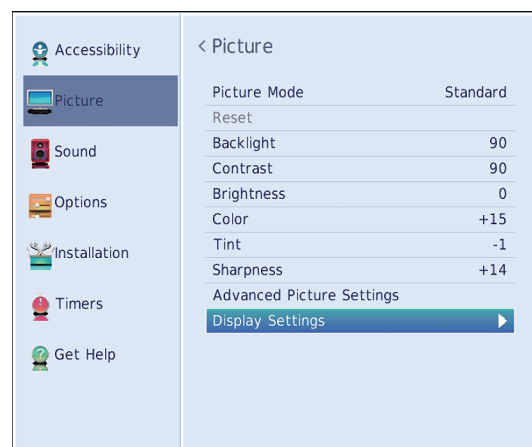 Accessibility
Picture
Sound
Options
Installation
Timers
Get Help
< Picture
Picture Mode Standard
Reset
Backlight 90
Contrast 90
Brightness 0
Color +15
Tint -1
Sharpness +14
Advanced Picture Settings
Display Settings